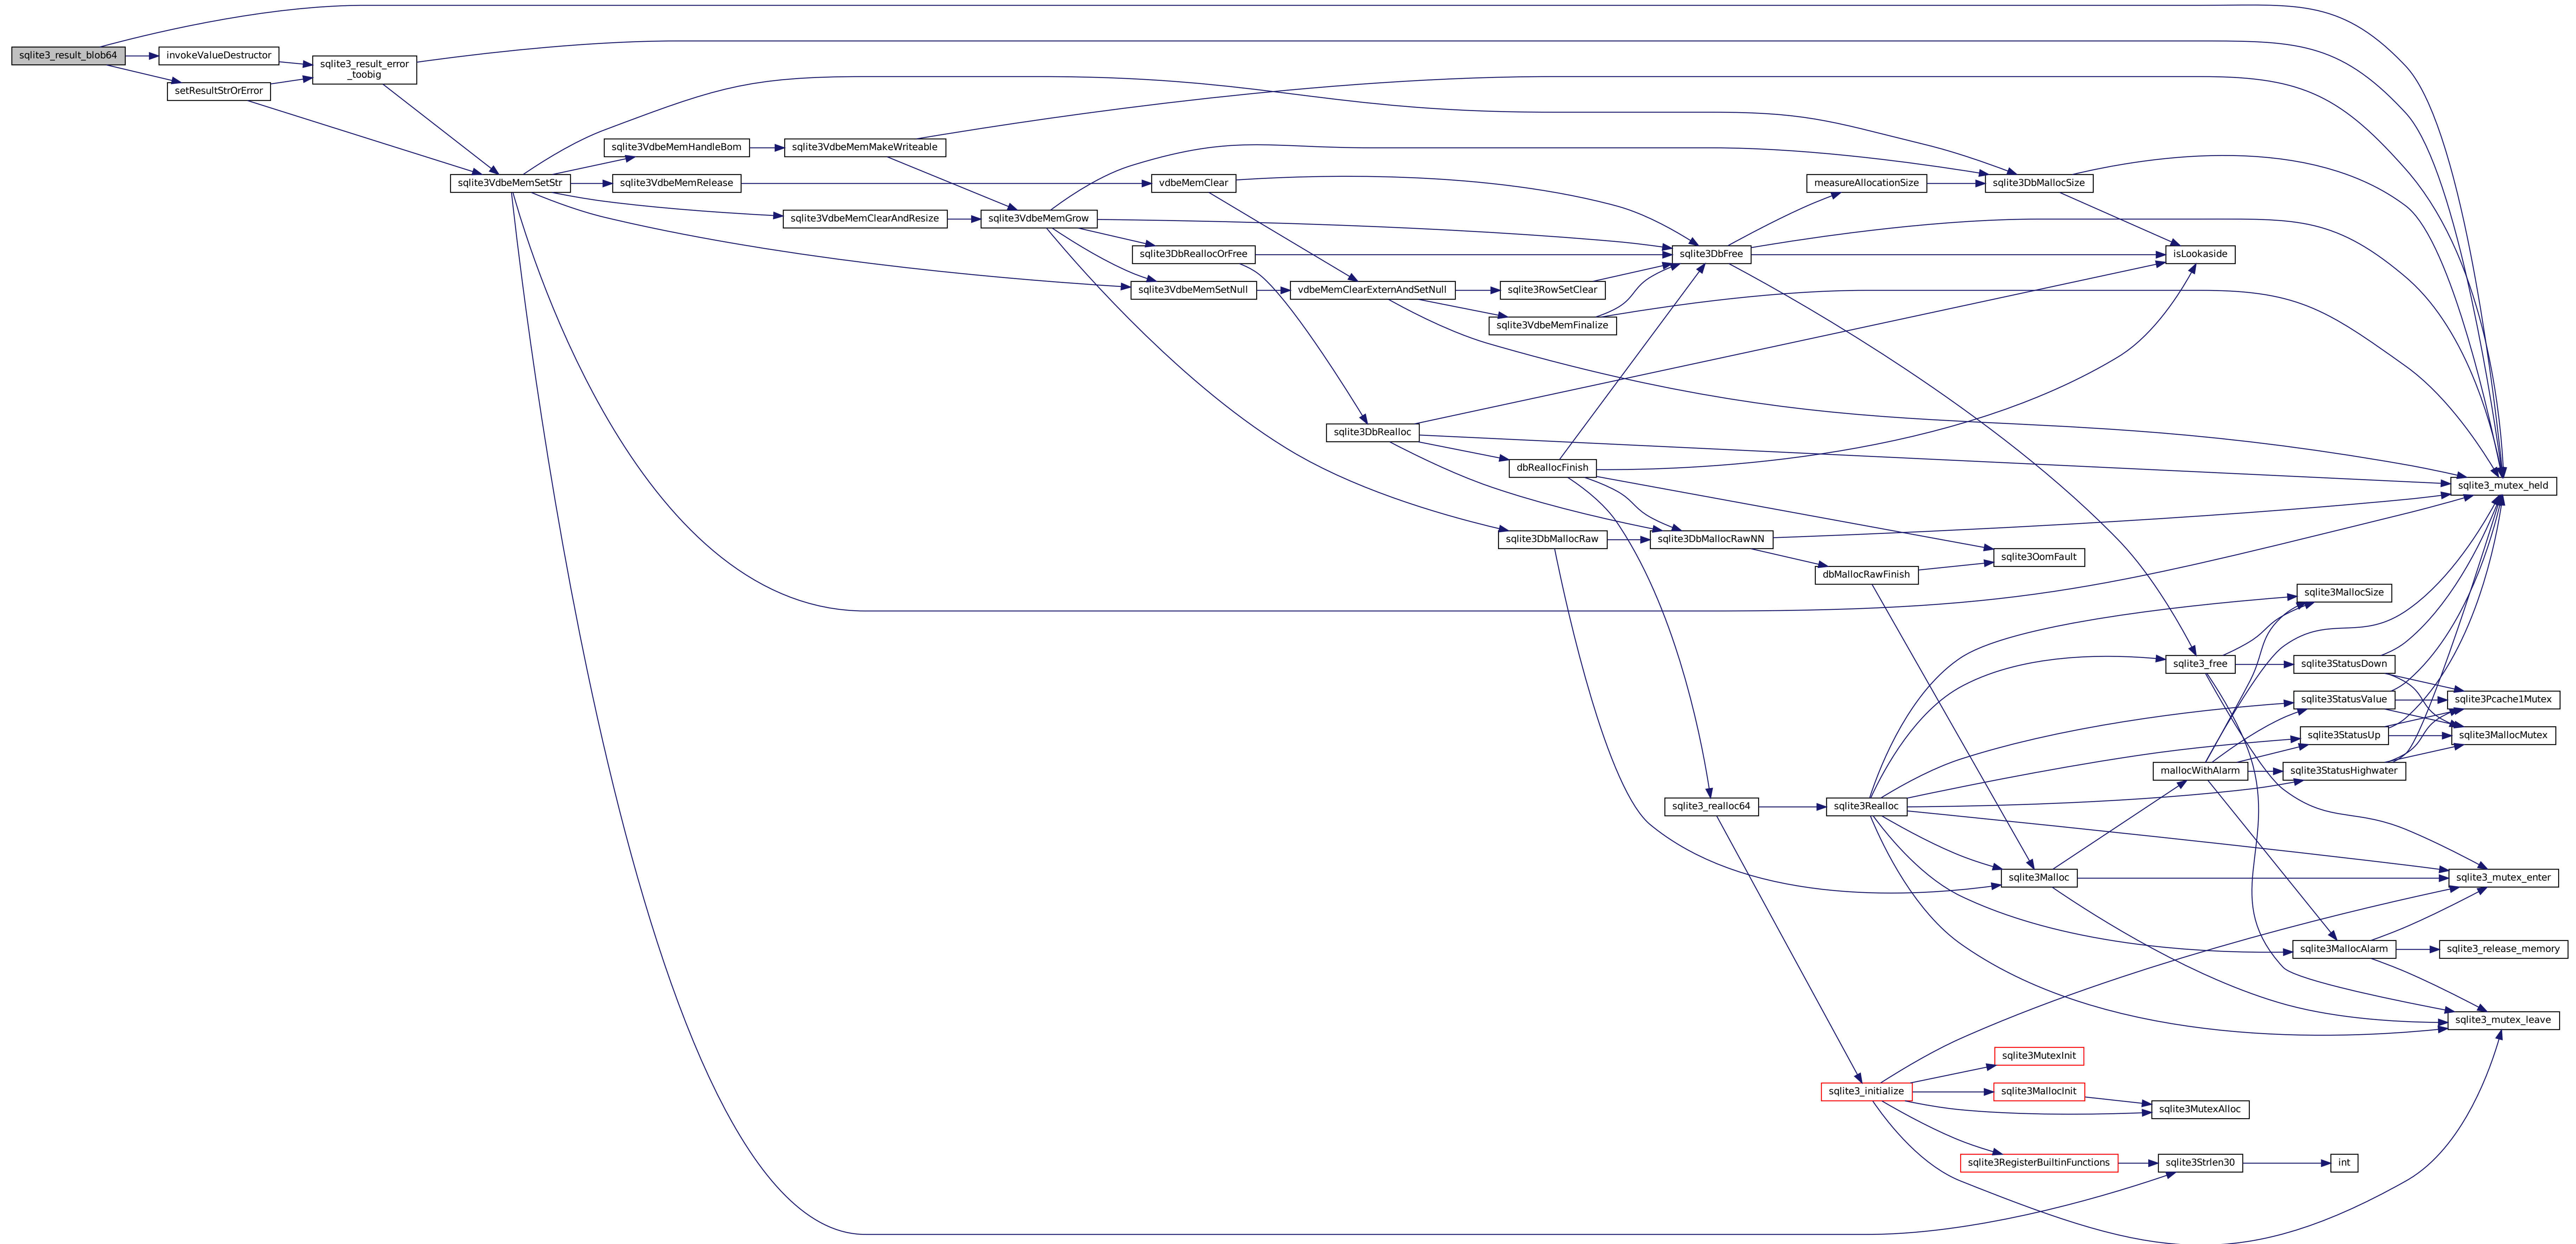 sqlite3_result_blob64
invokeValueDestructor
setResultStrOrError
sqlite3_result_error
_toobig
sqlite3VdbeMemSetStr
sqlite3VdbeMemHandleBom
sqlite3VdbeMemRelease
sqlite3VdbeMemMakeWriteable
sqlite3VdbeMemClearAndResize
sqlite3VdbeMemGrow
vdbeMemClear
sqlite3DbReallocOrFree
sqlite3VdbeMemSetNull
vdbeMemClearExternAndSetNull
sqlite3RowSetClear
sqlite3VdbeMemFinalize
sqlite3DbRealloc
dbReallocFinish
sqlite3DbMallocRaw
sqlite3DbFree
sqlite3DbMallocRawNN
measureAllocationSize
sqlite3DbMallocSize
isLookaside
sqlite3_mutex_held
sqlite3OomFault
dbMallocRawFinish
sqlite3MallocSize
sqlite3_free
sqlite3StatusDown
sqlite3StatusValue
sqlite3Pcache1Mutex
sqlite3StatusUp
sqlite3MallocMutex
mallocWithAlarm
sqlite3StatusHighwater
sqlite3_realloc64
sqlite3Realloc
sqlite3Malloc
sqlite3_mutex_enter
sqlite3MallocAlarm
sqlite3_release_memory
sqlite3_mutex_leave
sqlite3MutexInit
sqlite3_initialize
sqlite3MallocInit
sqlite3MutexAlloc
sqlite3RegisterBuiltinFunctions
sqlite3Strlen30
int